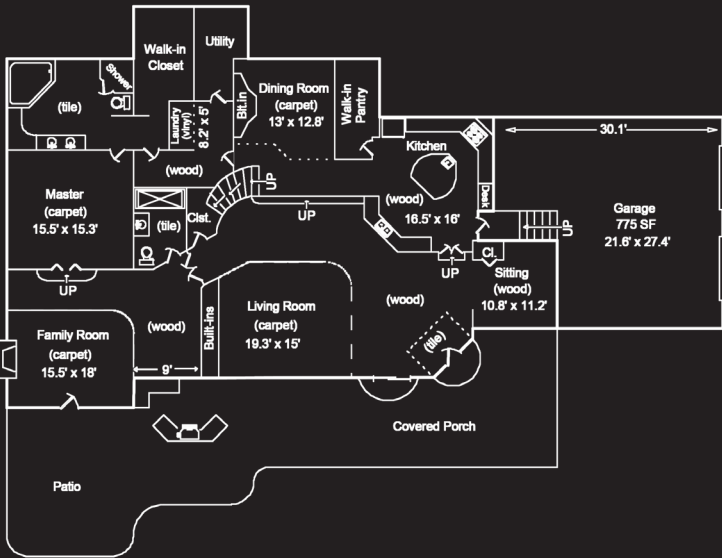 Walk-in
Closet
Utility
Shower
(tile)
Laundry
(vinyl)
8.2' x 5'
Blt.in
Dining Room
(carpet)
13' x 12.8'
Walk-in
Pantry
30.1'
Kitchen
(wood)
16.5' x 16'
Desk
Garage
775 SF
21.6' x 27.4'
UP
(wood)
Master
(carpet)
15.5' x 15.3'
UP
(tile)
Clst.
UP
UP
UP
Cl.
Sitting
(wood)
10.8' x 11.2'
Family Room
(carpet)
15.5' x 18'
(wood)
9'
Built-ins
Living Room
(carpet)
19.3' x 15'
(wood)
(tile)
Covered Porch
Patio